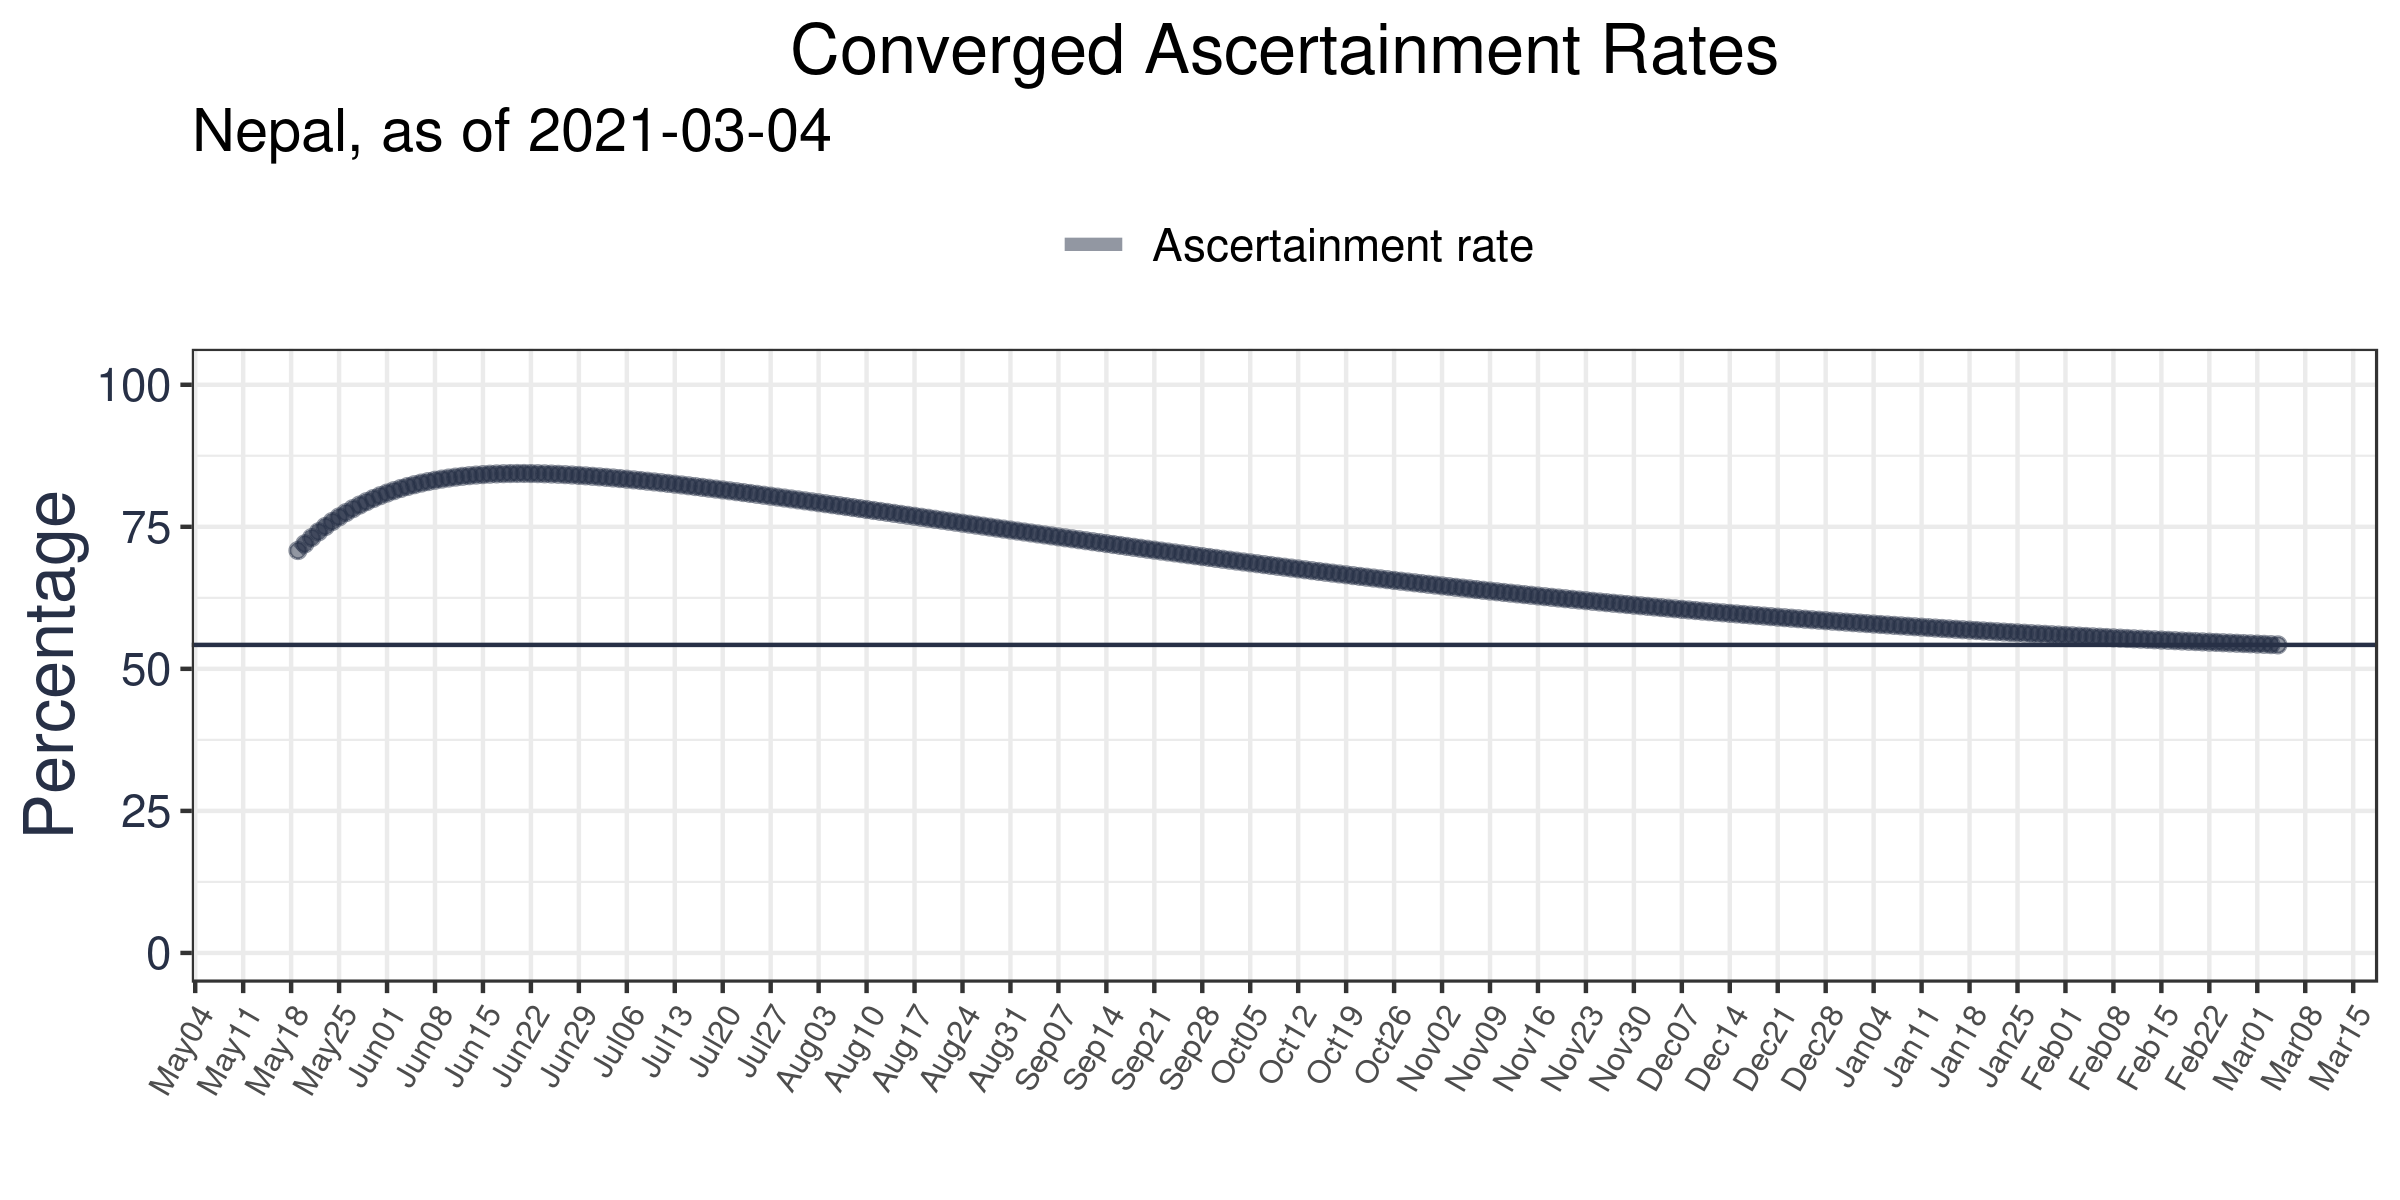 Converged Ascertainment Rates
Nepal, as of 2021-03-04
Ascertainment rate
Percentage
100
75
50
25
0
May04 May11 May18 May25 Jun01 Jun08 Jun15 Jun22 Jun29 Jul06 Jul13 Jul20 Jul27 Aug03 Aug10 Aug17 Aug24 Aug31 Sep07 Sep14 Sep21 Sep28 Oct05 Oct12 Oct19 Oct26 Nov02 Nov09 Nov16 Nov23 Nov30 Dec07 Dec14 Dec21 Dec28 Jan04 Jan11 Jan18 Jan25 Feb01 Feb08 Feb15 Feb22 Mar01 Mar08 Mar15